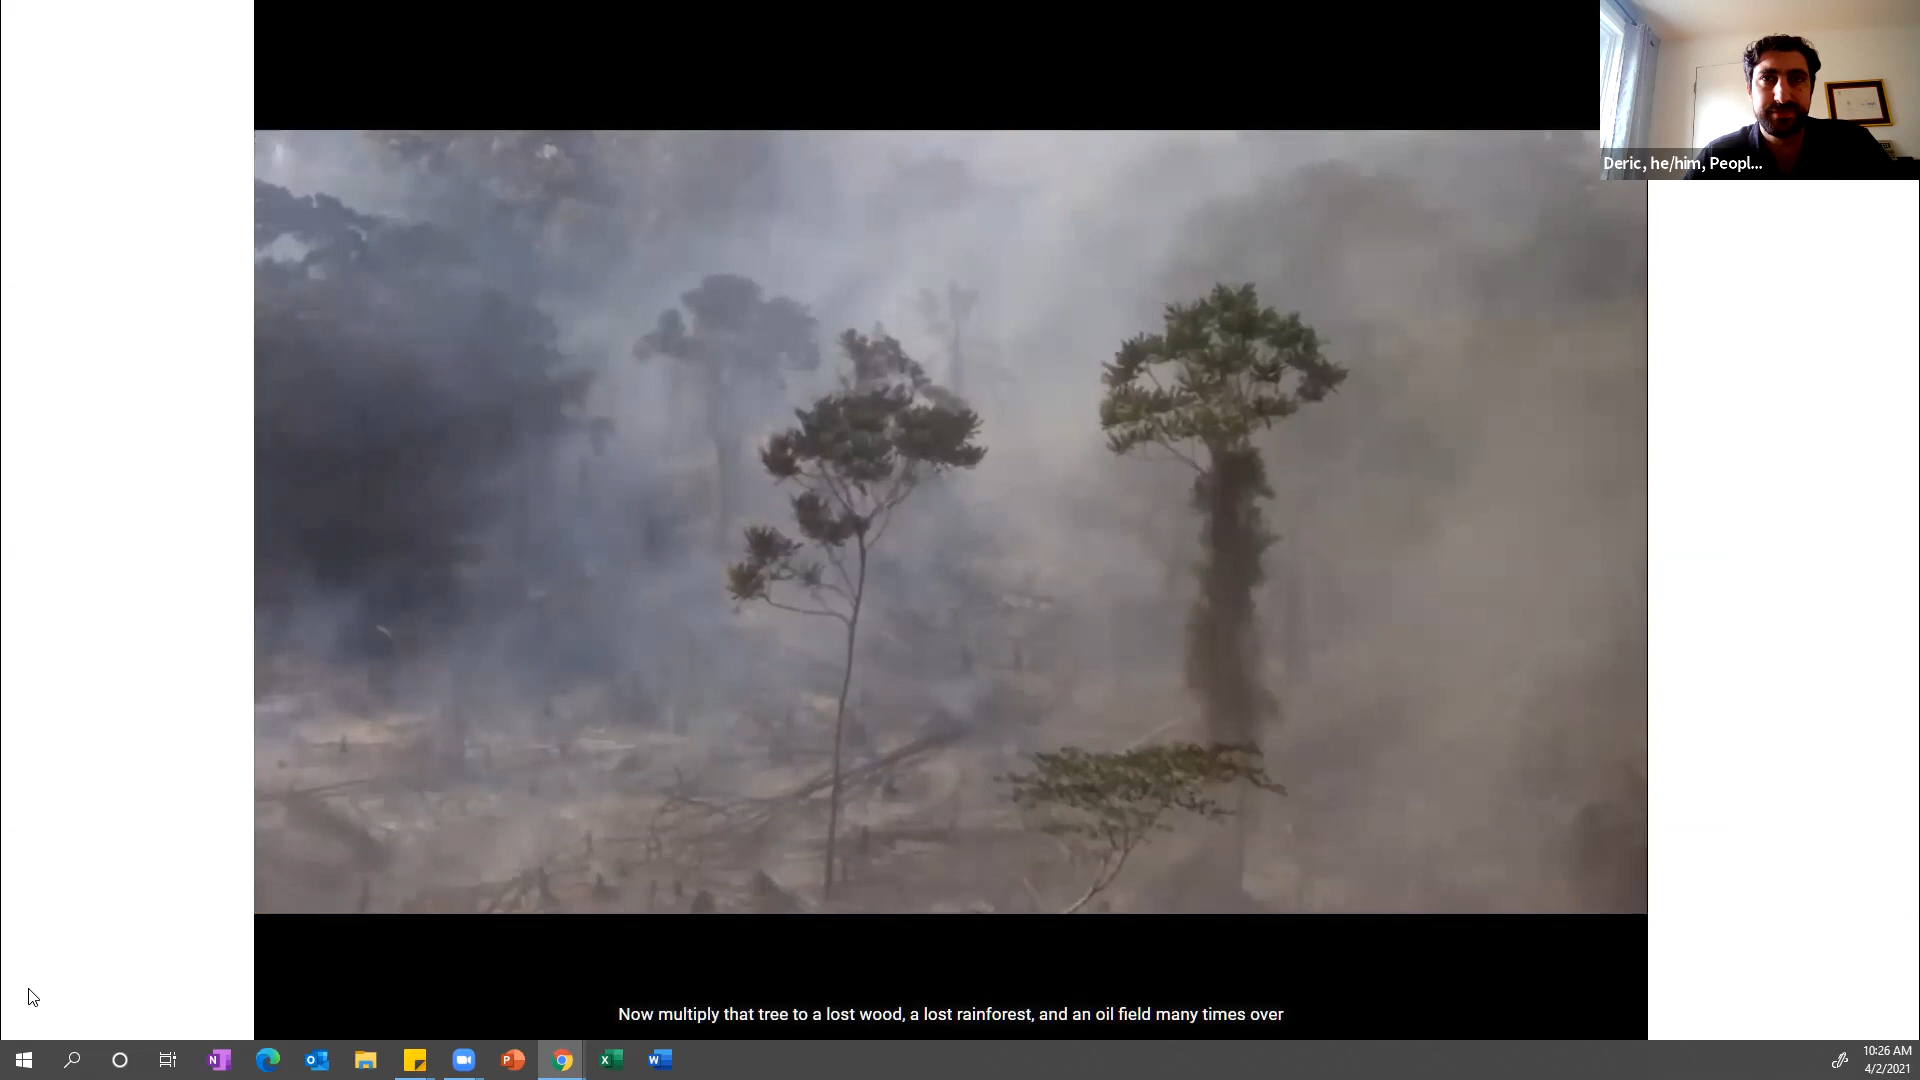 Deric, he/him, Peopl...
Now multiply that tree to a lost wood, a lost rainforest, and an oil field many times over
10:26 AM
4/2/2021